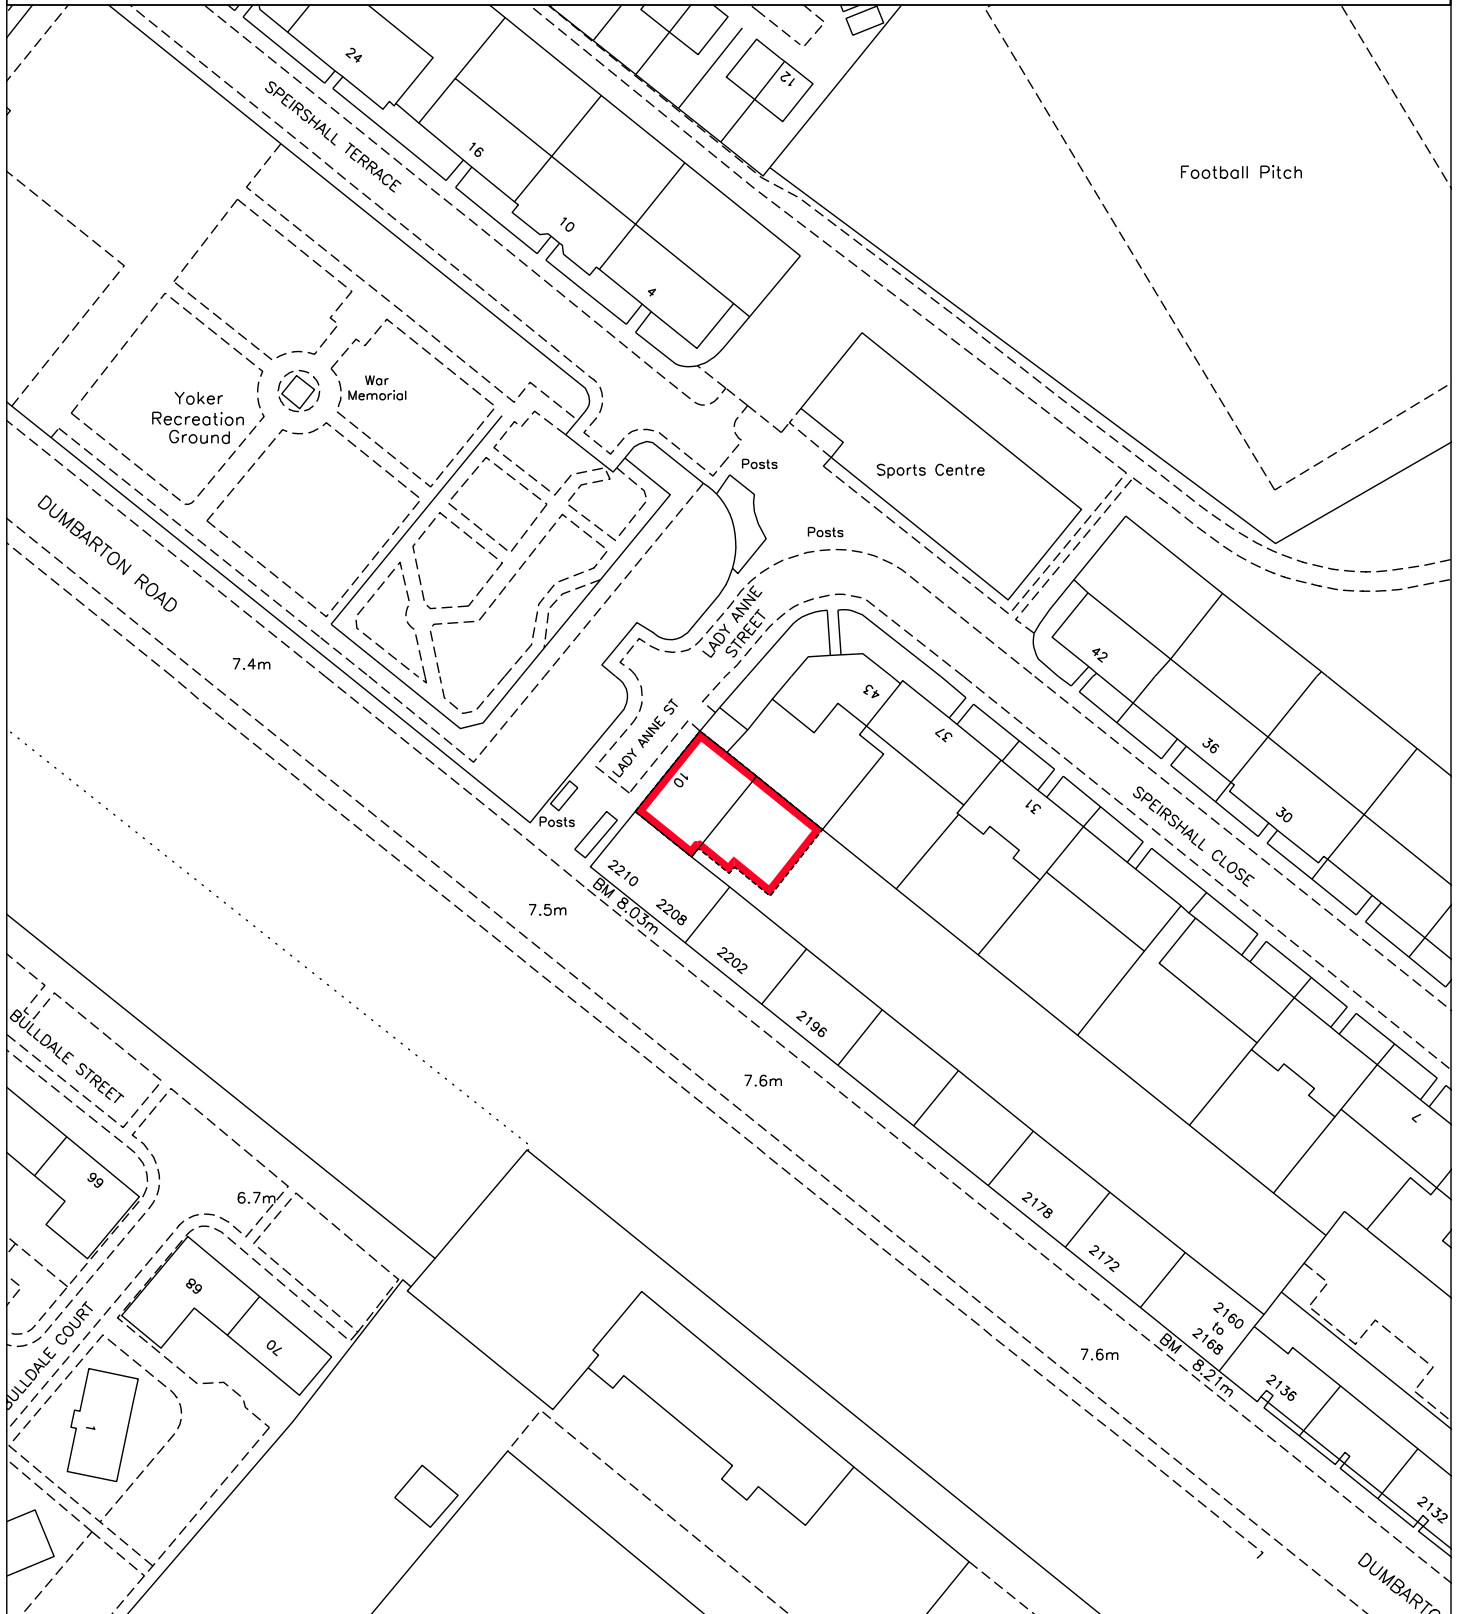 24
12
SPEIRSHALL TERRACE
16
Football Pitch
10
4
War
Memorial
Yoker
Recreation
Ground
Posts
Sports Centre
DUMBARTON ROAD
Posts
LADY ANNE
STREET
7.4m
42
43
37
LADY ANNE ST
36
10
31
30
SPEIRSHALL CLOSE
Posts
2210
BM 8.03m
2208
7.5m
2202
2196
BULLDALE STREET
7.6m
7
99
6.7m
2178
2172
89
70
2160
to
2168
BULLDALE COURT
7.6m
BM 8.21m
2136
1
2132
DUMBARTO